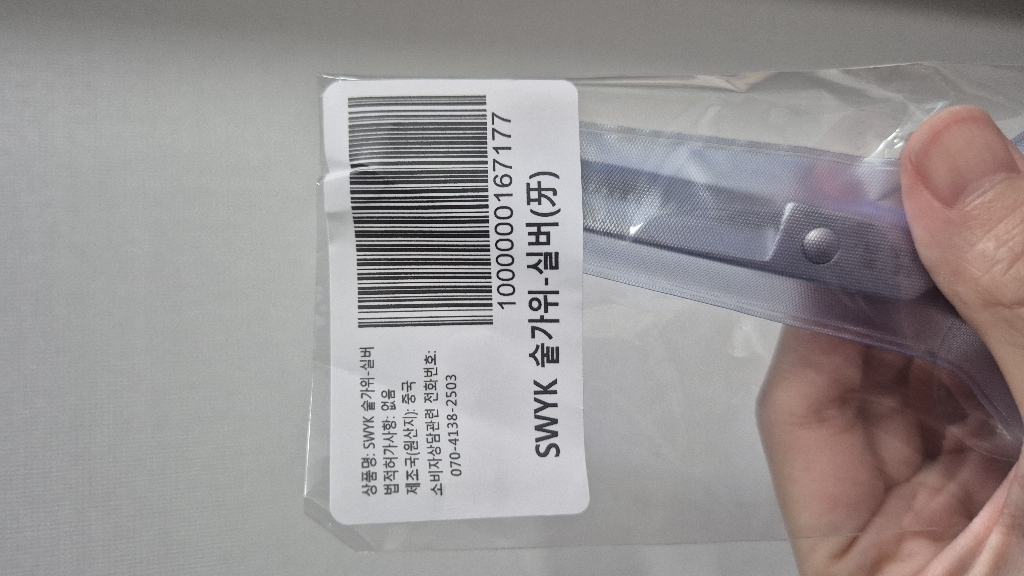 상품명: SWYK 숱가위-실버
법적허가사항: 없음
제조국(원산지): 중국
소비자상담관련 전화번호:
070-4138-2503
1000000167177
SWYK 숱가위-실버(牙)